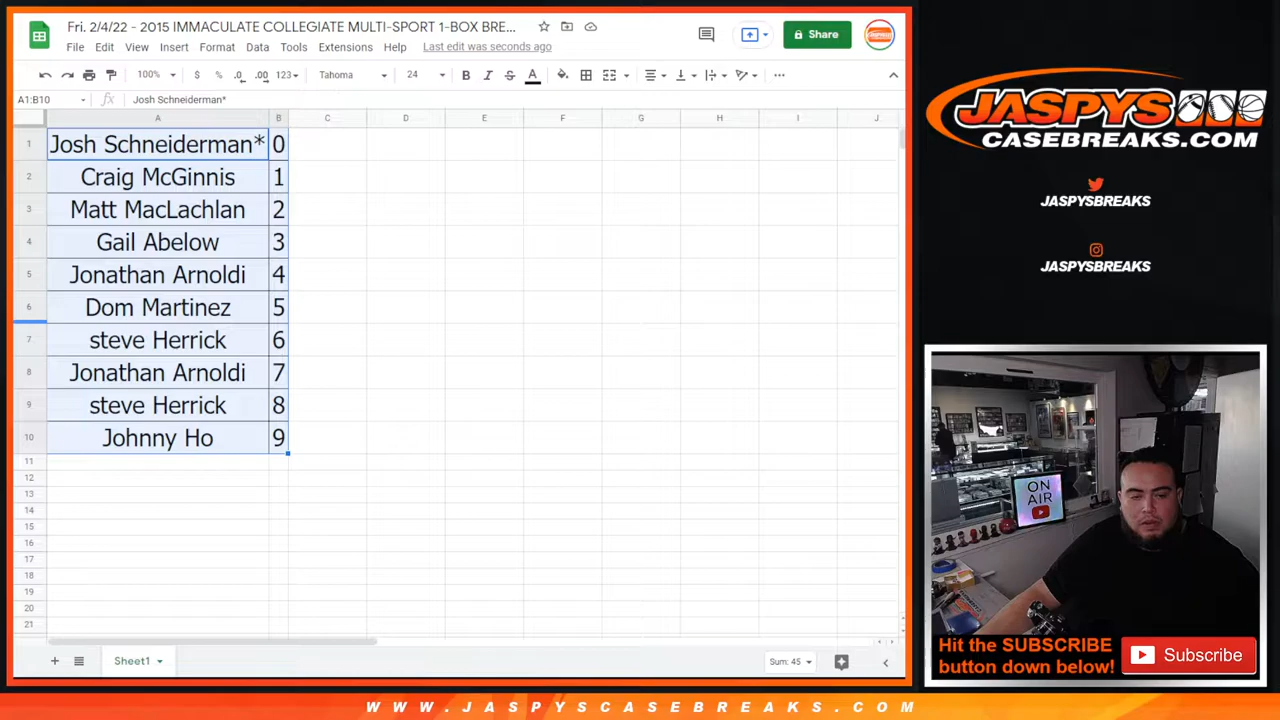 Fri. 2/4/22 - 2015 IMMACULATE COLLEGIATE MULTI-SPORT 1-BOX BRE...
File Edit View Insert Format Data Tools Extensions Help Last edit was seconds ago
Share
100% $ % .0 .00 123 Tahoma 24 B I S A
A1:B10 fx Josh Schneiderman*
A B C D E F G H I J
1 Josh Schneiderman* 0
2 Craig McGinnis 1
3 Matt MacLachlan 2
4 Gail Abelow 3
5 Jonathan Arnoldi 4
6 Dom Martinez 5
7 steve Herrick 6
8 Jonathan Arnoldi 7
9 steve Herrick 8
10 Johnny Ho 9
11
12
13
14
15
16
17
18
19
20
21
Sheet1
Sum: 45
JASPYS
CASEBREAKS.COM
JASPYSBREAKS
JASPYSBREAKS
ON
AIR
Hit the SUBSCRIBE
button down below!
Subscribe
WWW.JASPYSCASEBREAKS.COM